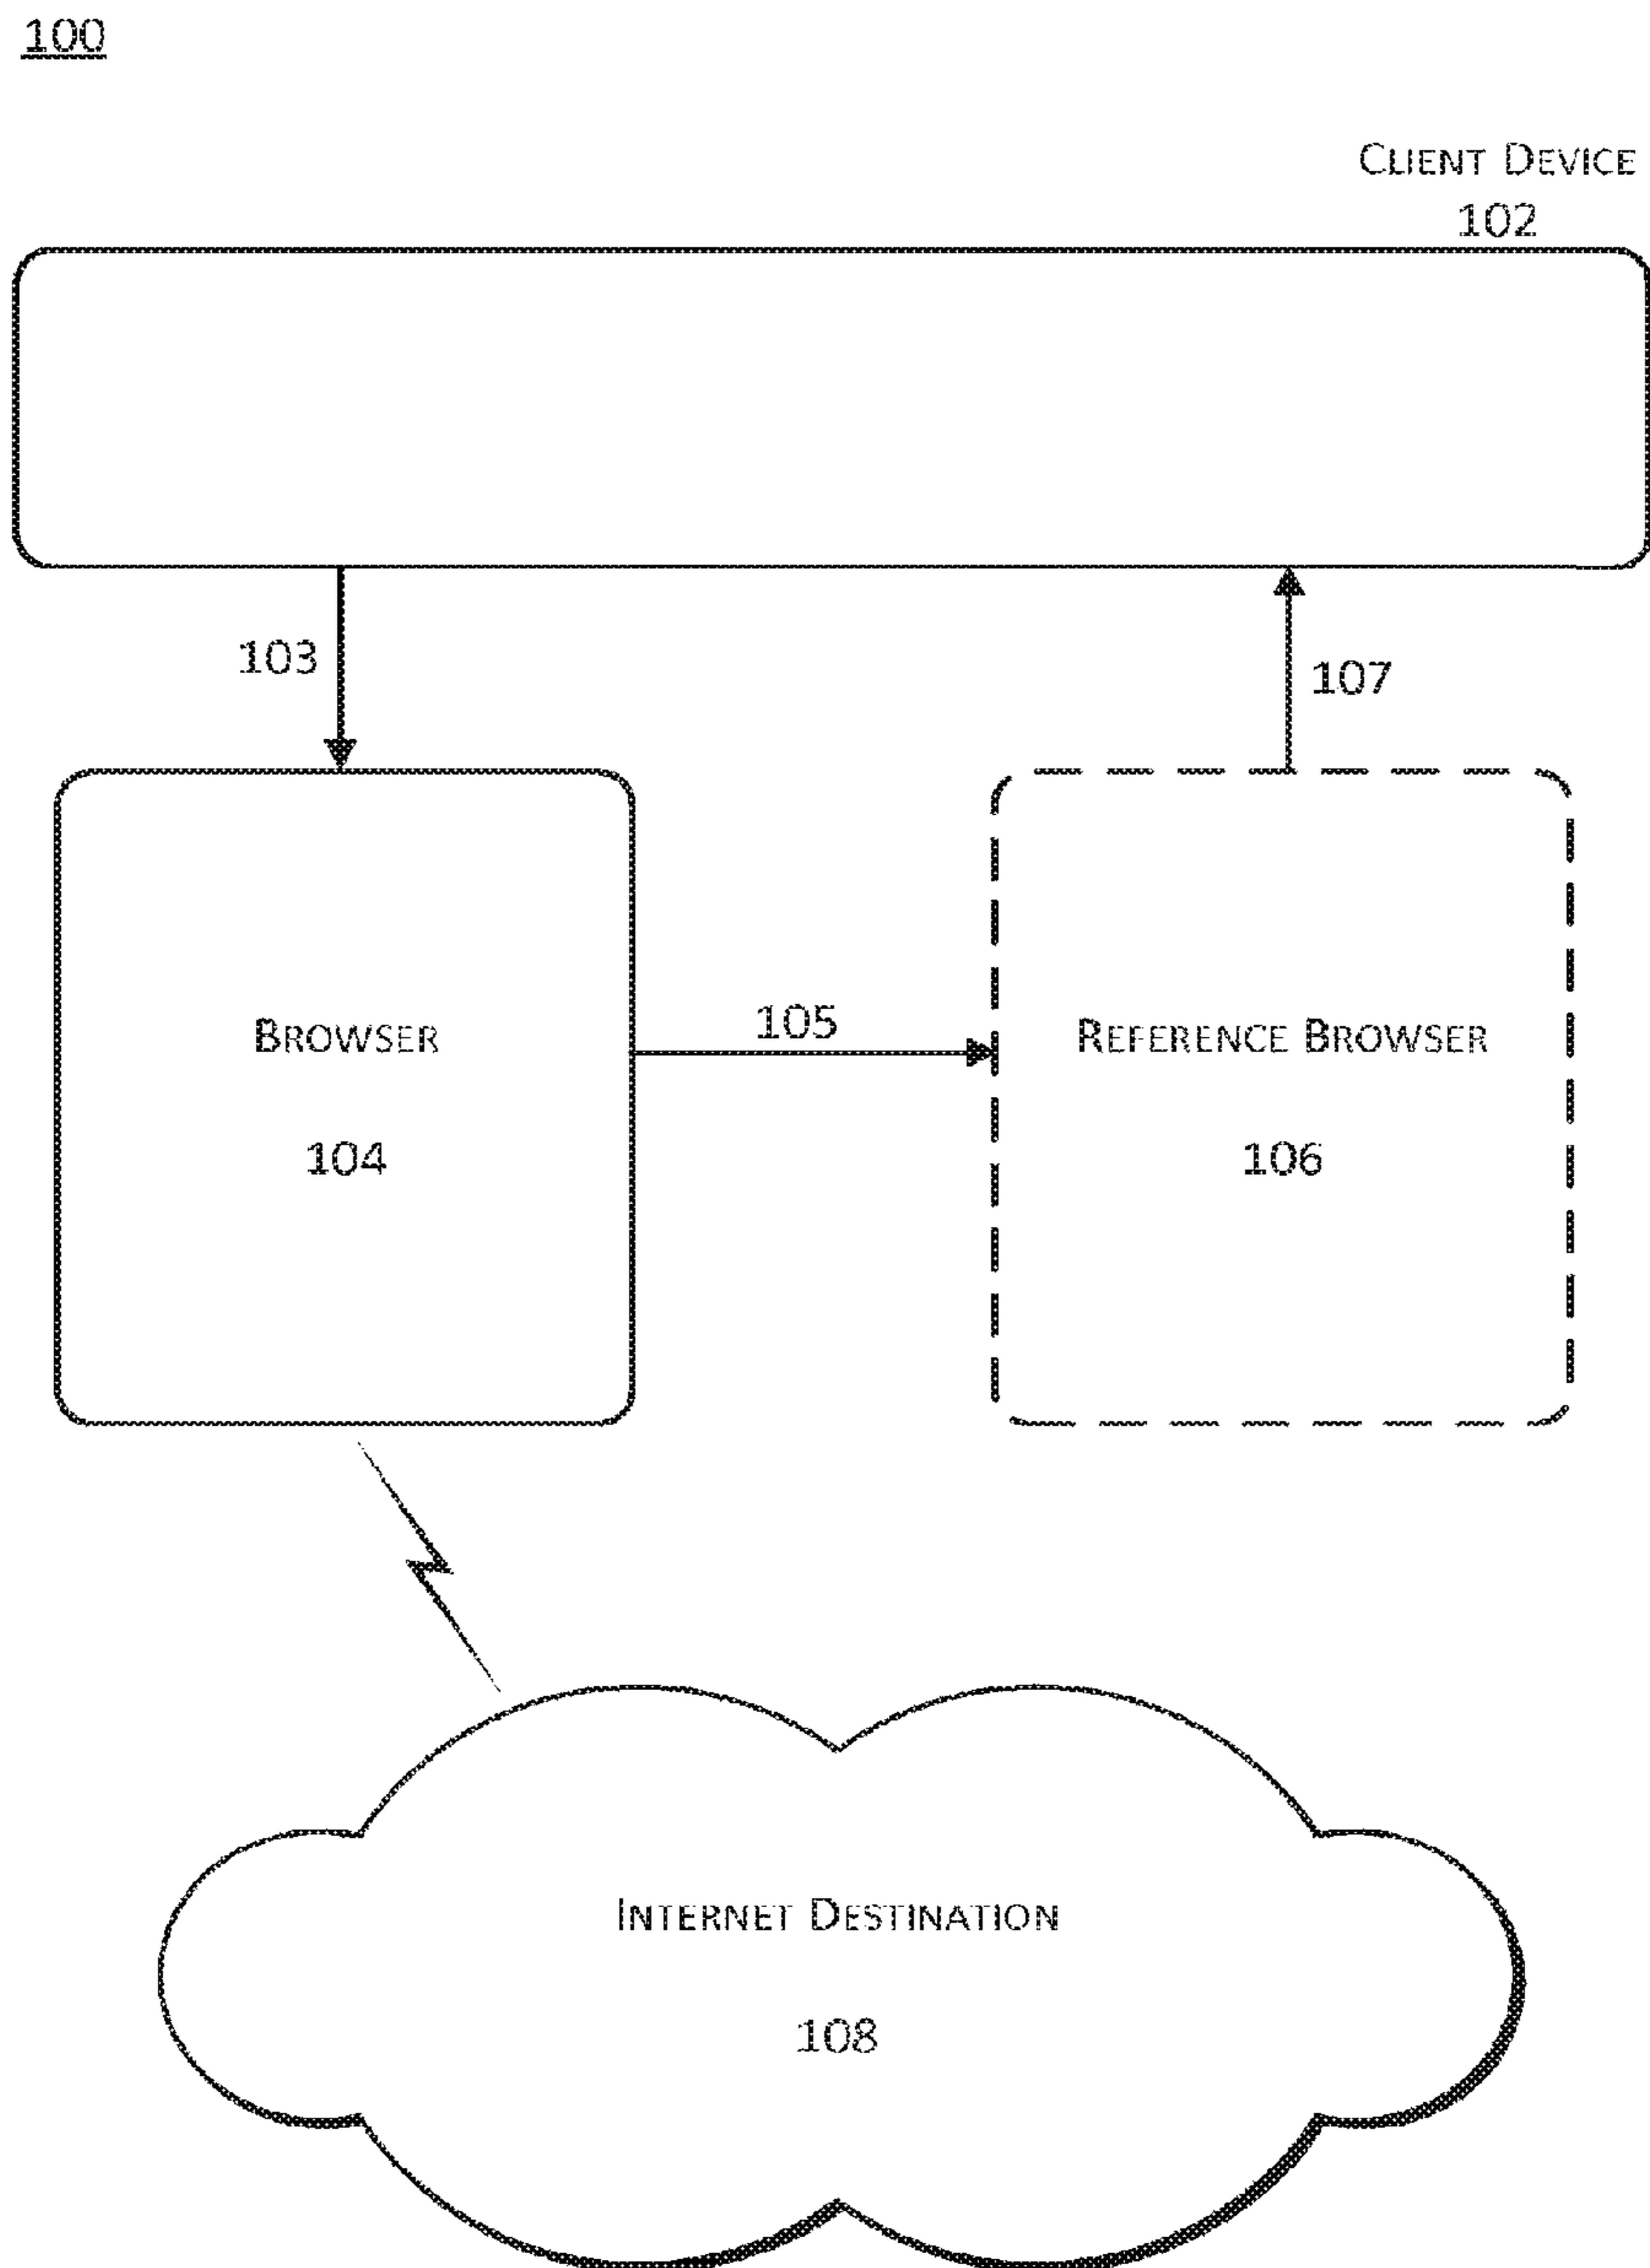 100
CLIENT DEVICE
102
103
107
BROWSER
104
105
REFERENCE BROWSER
106
INTERNET DESTINATION
108